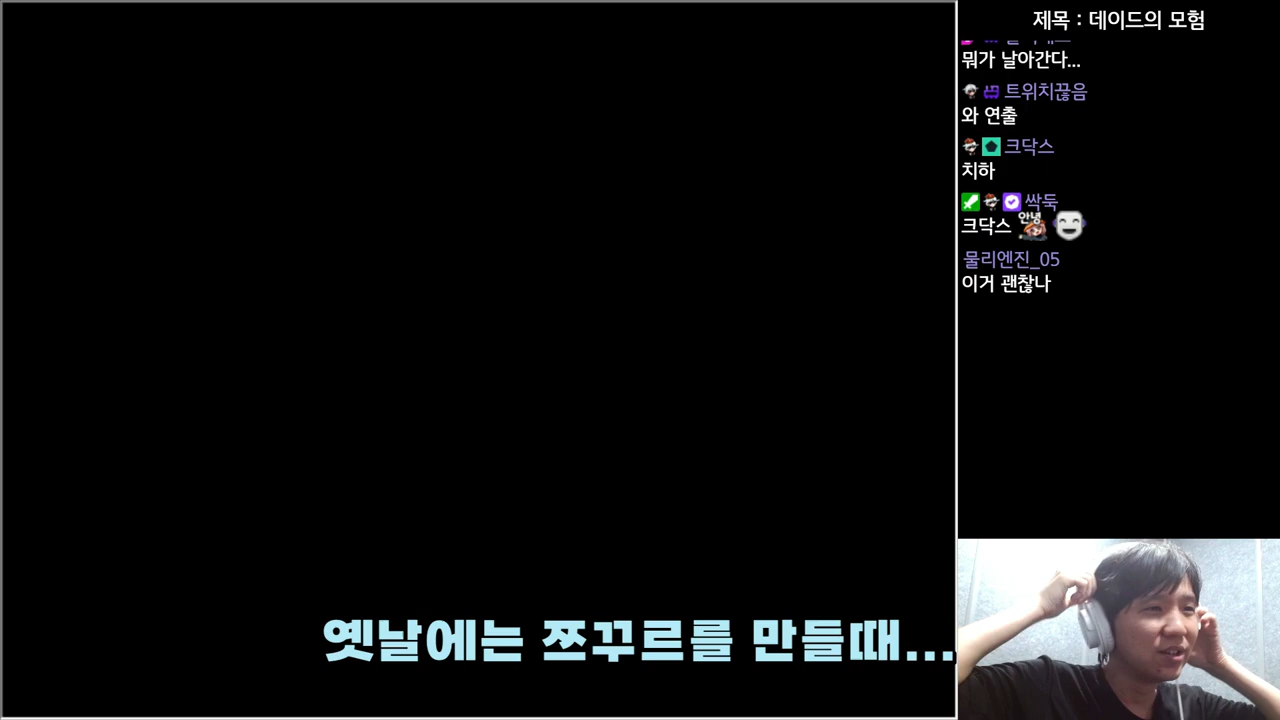 제목 : 데이드의 모험
뭐가 날아간다...
트위치끊음
와 연출
크닥스
치하
싹둑
크닥스
안녕
물리엔진_05
이거 괜찮나
옛날에는 쯔꾸르를 만들때...